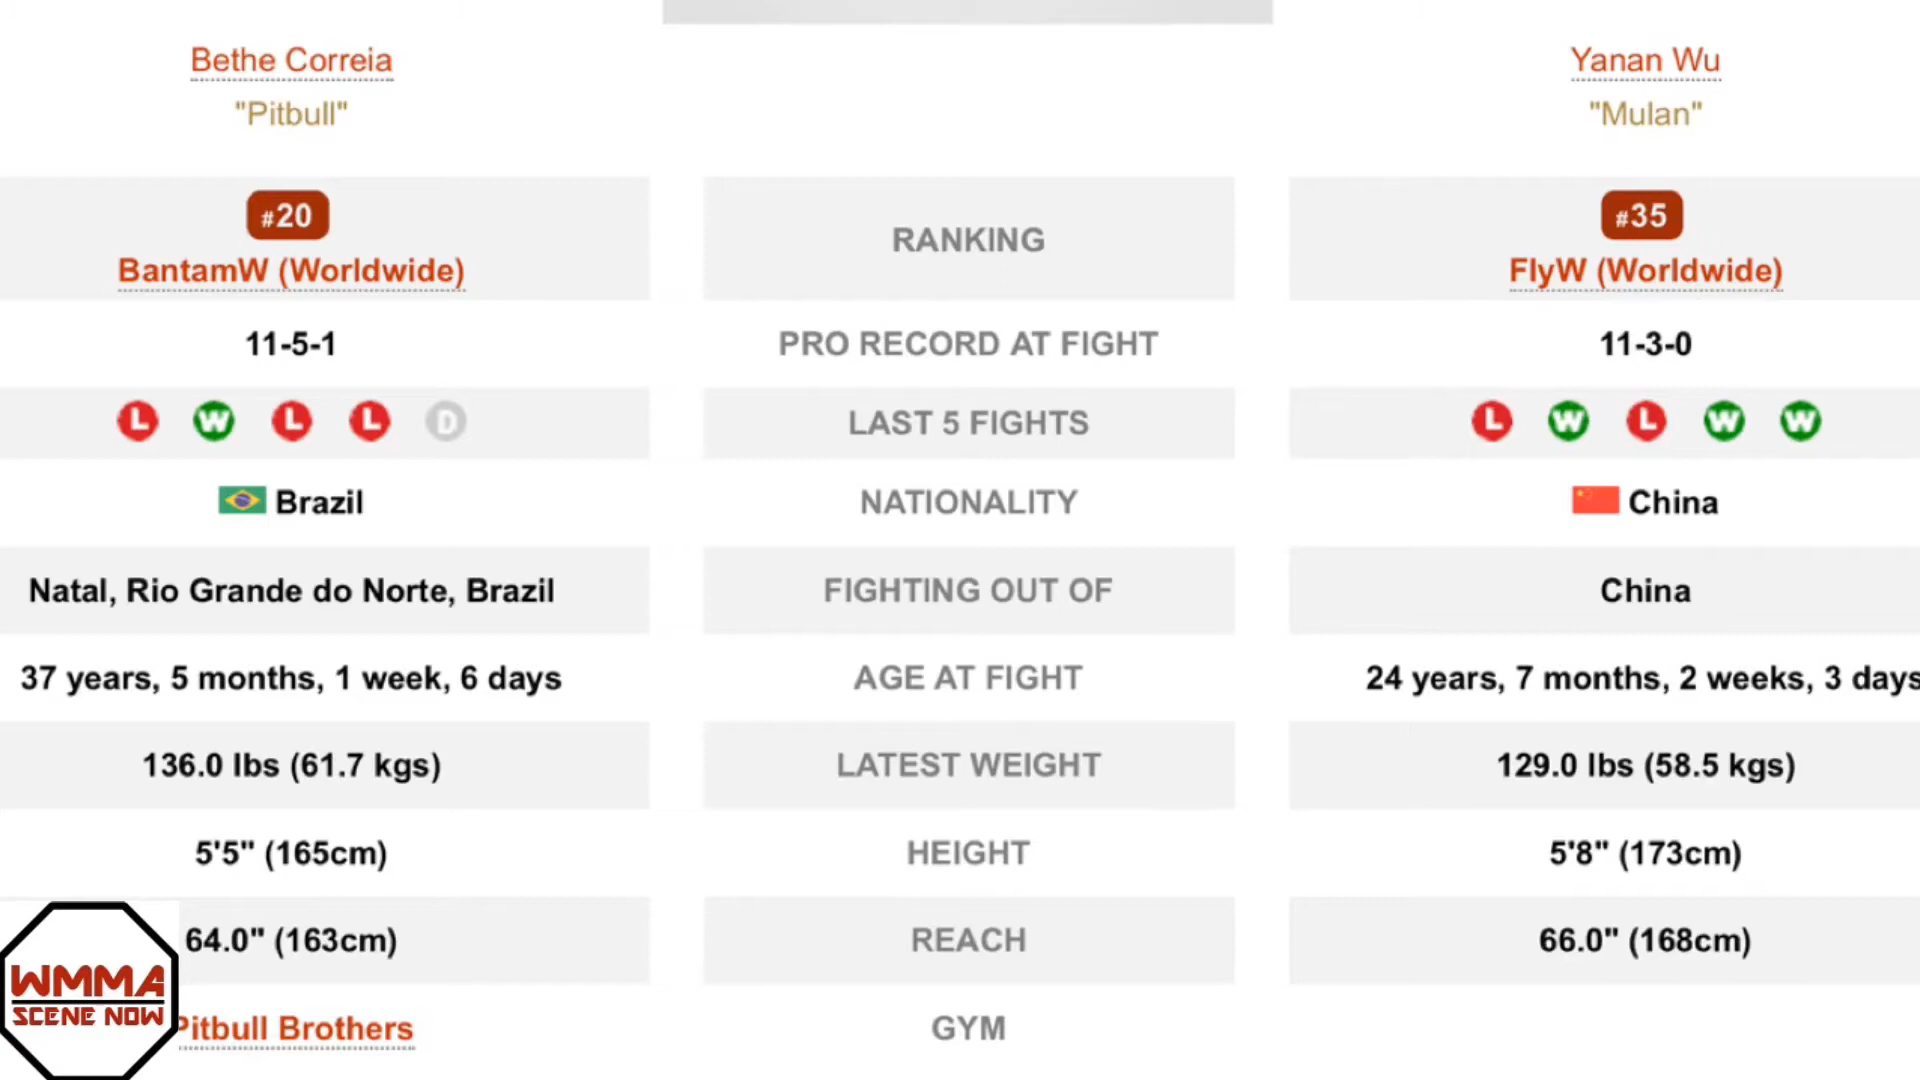 Bethe Correia
Yanan Wu
"Pitbull"
"Mulan"
#20
#35
BantamW (Worldwide)
RANKING
FlyW (Worldwide)
11-5-1
PRO RECORD AT FIGHT
11-3-0
L W L L D
LAST 5 FIGHTS
L W L W W
Brazil
NATIONALITY
China
Natal, Rio Grande do Norte, Brazil
FIGHTING OUT OF
China
37 years, 5 months, 1 week, 6 days
AGE AT FIGHT
24 years, 7 months, 2 weeks, 3 days
136.0 lbs (61.7 kgs)
LATEST WEIGHT
129.0 lbs (58.5 kgs)
5'5" (165cm)
HEIGHT
5'8" (173cm)
64.0" (163cm)
REACH
66.0" (168cm)
WMMA
SCENE NOW
Pitbull Brothers
GYM